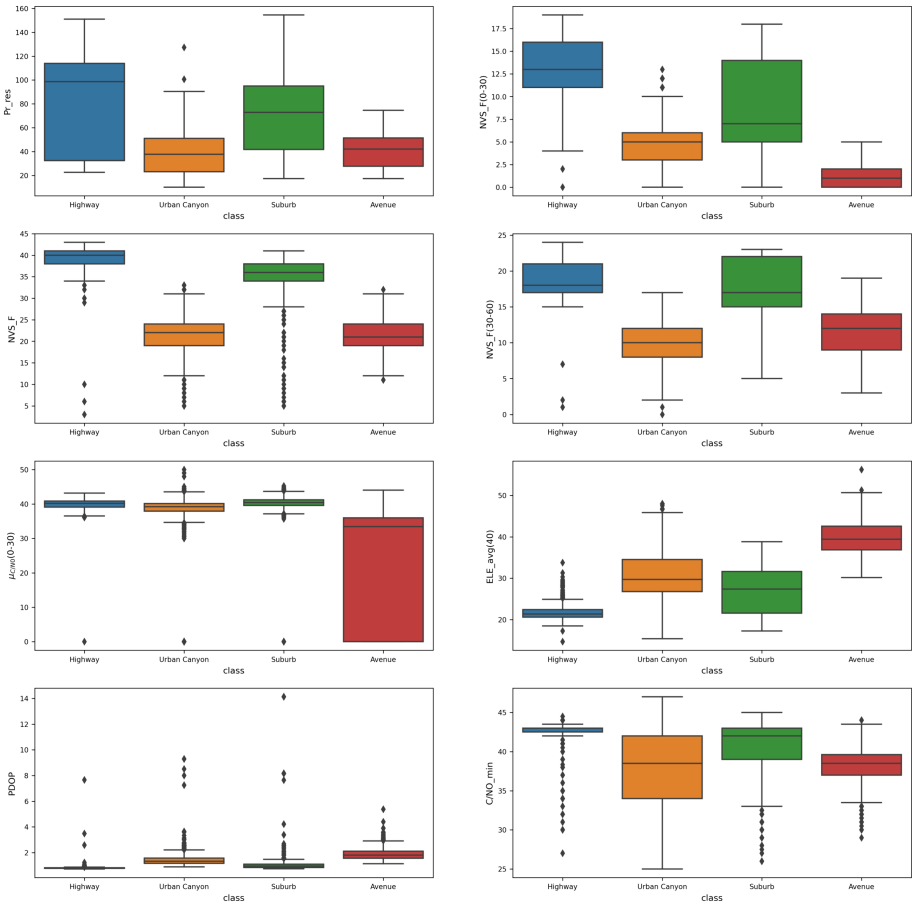 Pr_res
160
140
120
100
80
60
40
20
Highway Urban Canyon Suburb Avenue
class
NVS_F(0-30)
17.5
15.0
12.5
10.0
7.5
5.0
2.5
0.0
Highway Urban Canyon Suburb Avenue
class
NVS_F
45
40
35
30
25
20
15
10
5
Highway Urban Canyon Suburb Avenue
class
NVS_F(30-60)
25
20
15
10
5
0
Highway Urban Canyon Suburb Avenue
class
μC/N0(0-30)
50
40
30
20
10
0
Highway Urban Canyon Suburb Avenue
class
ELE_avg(40)
50
40
30
20
Highway Urban Canyon Suburb Avenue
class
PDOP
14
12
10
8
6
4
2
Highway Urban Canyon Suburb Avenue
class
C/NO_min
45
40
35
30
25
Highway Urban Canyon Suburb Avenue
class